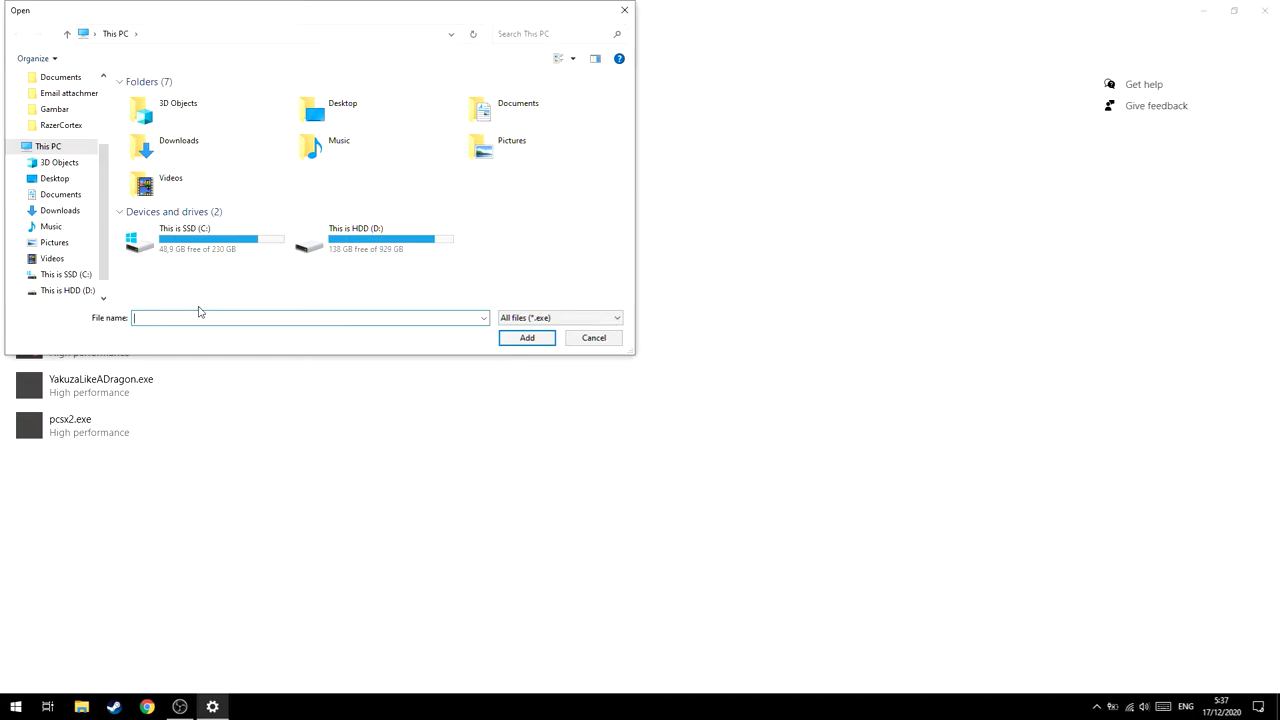 Open
This PC
Search This PC
Organize
Documents
Email attachmer
Gambar
RazerCortex
This PC
3D Objects
Desktop
Documents
Downloads
Music
Pictures
Videos
This is SSD (C:)
This is HDD (D:)
Folders (7)
3D Objects
Desktop
Documents
Downloads
Music
Pictures
Videos
Devices and drives (2)
This is SSD (C:)
48,9 GB free of 230 GB
This is HDD (D:)
138 GB free of 929 GB
File name:
All files (*.exe)
Add
Cancel
Get help
Give feedback
High performance
YakuzaLikeADragon.exe
High performance
pcsx2.exe
High performance
ENG
5:37
17/12/2020